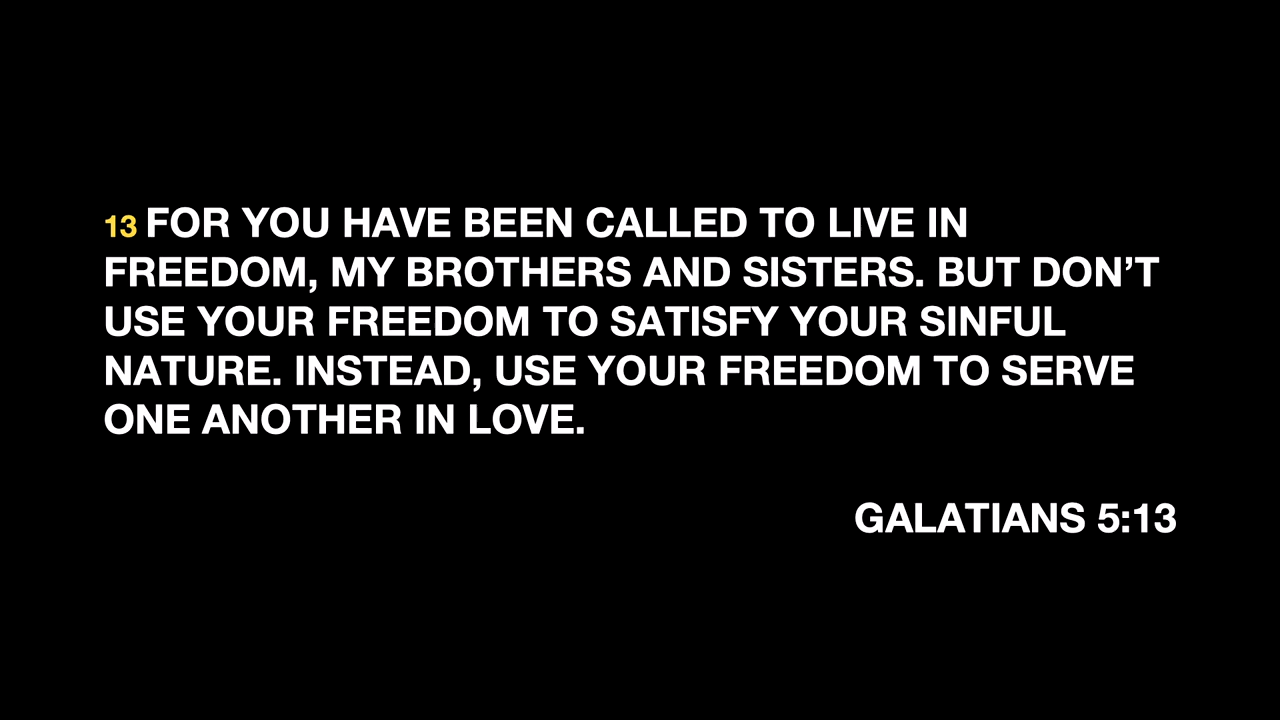 13 FOR YOU HAVE BEEN CALLED TO LIVE IN
FREEDOM, MY BROTHERS AND SISTERS. BUT DON’T
USE YOUR FREEDOM TO SATISFY YOUR SINFUL
NATURE. INSTEAD, USE YOUR FREEDOM TO SERVE
ONE ANOTHER IN LOVE.
GALATIANS 5:13